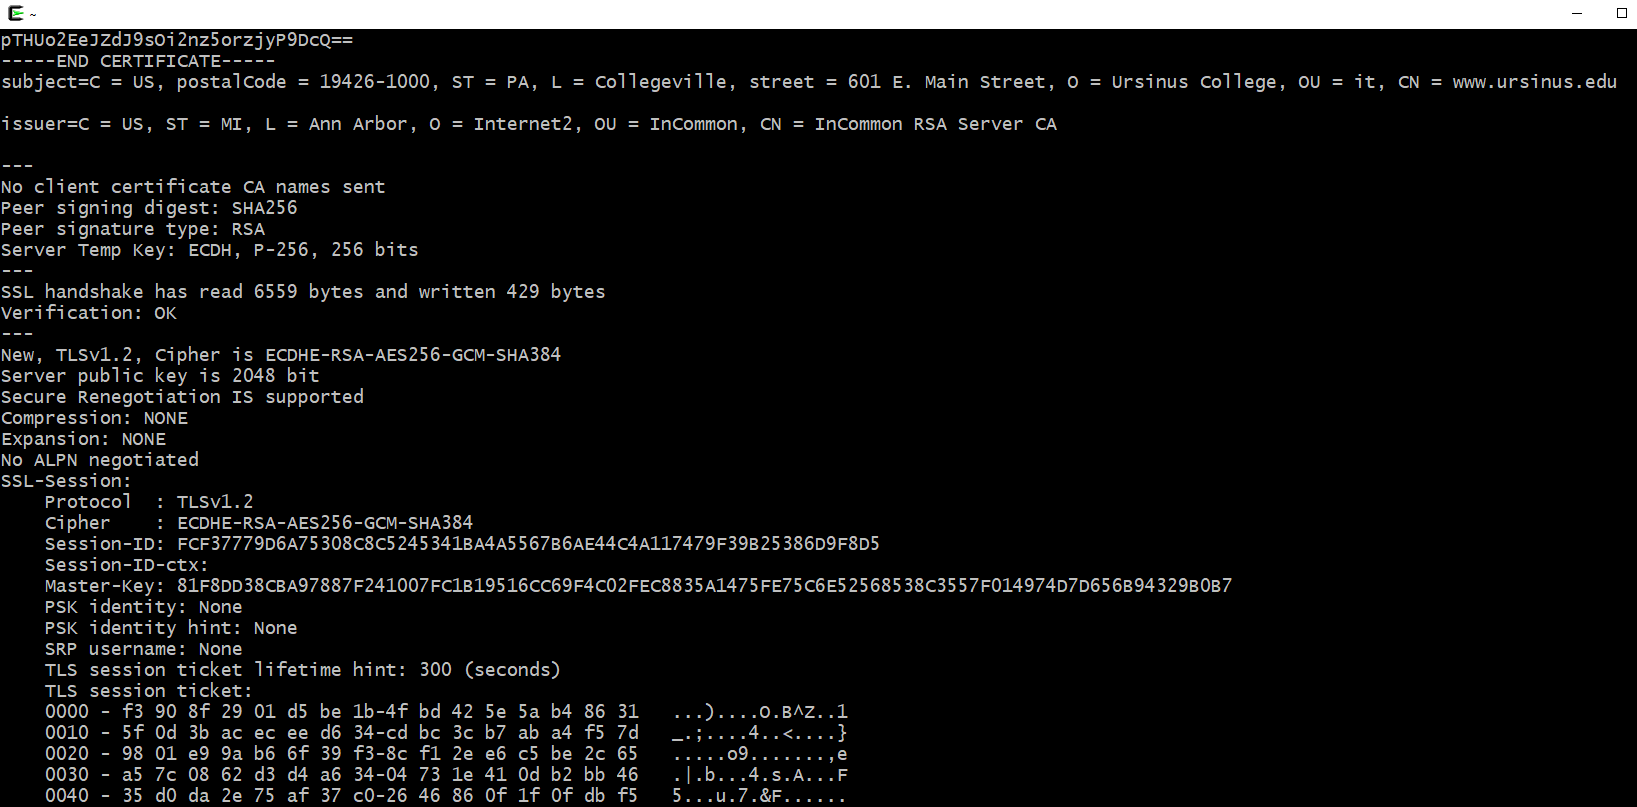 ~
pTHUo2EeJZdJ9sOi2nz5orzjyP9DcQ==
-----END CERTIFICATE-----
subject=C = US, postalCode = 19426-1000, ST = PA, L = Collegeville, street = 601 E. Main Street, O = Ursinus College, OU = it, CN = www.ursinus.edu
issuer=C = US, ST = MI, L = Ann Arbor, O = Internet2, OU = InCommon, CN = InCommon RSA Server CA
---
No client certificate CA names sent
Peer signing digest: SHA256
Peer signature type: RSA
Server Temp Key: ECDH, P-256, 256 bits
---
SSL handshake has read 6559 bytes and written 429 bytes
Verification: OK
---
New, TLSv1.2, Cipher is ECDHE-RSA-AES256-GCM-SHA384
Server public key is 2048 bit
Secure Renegotiation IS supported
Compression: NONE
Expansion: NONE
No ALPN negotiated
SSL-Session:
    Protocol  : TLSv1.2
    Cipher    : ECDHE-RSA-AES256-GCM-SHA384
    Session-ID: FCF37779D6A75308C8C5245341BA4A5567B6AE44C4A117479F39B25386D9F8D5
    Session-ID-ctx:
    Master-Key: 81F8DD38CBA97887F241007FC1B19516CC69F4C02FEC8835A1475FE75C6E52568538C3557F014974D7D656B94329B0B7
    PSK identity: None
    PSK identity hint: None
    SRP username: None
    TLS session ticket lifetime hint: 300 (seconds)
    TLS session ticket:
    0000 - f3 90 8f 29 01 d5 be 1b-4f bd 42 5e 5a b4 86 31   ...)....O.B^Z..1
    0010 - 5f 0d 3b ac ec ee d6 34-cd bc 3c b7 ab a4 f5 7d   _.;....4..<....}
    0020 - 98 01 e9 9a b6 6f 39 f3-8c f1 2e e6 c5 be 2c 65   .....o9.......,e
    0030 - a5 7c 08 62 d3 d4 a6 34-04 73 1e 41 0d b2 bb 46   .|.b...4.s.A...F
    0040 - 35 d0 da 2e 75 af 37 c0-26 46 86 0f 1f 0f db f5   5...u.7.&F......